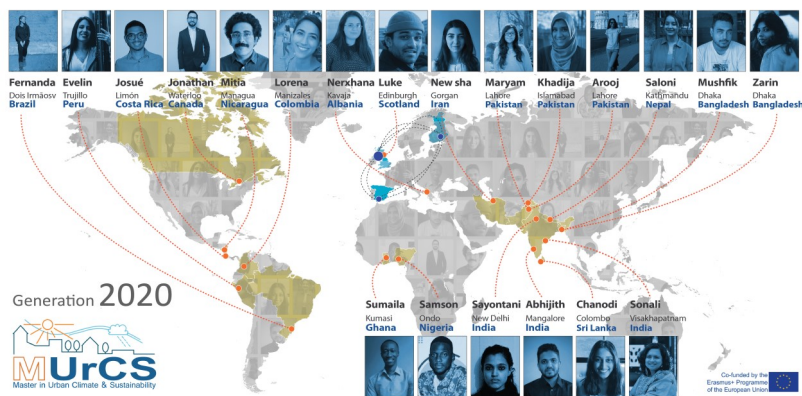 Fernanda
Dois Irmãosv
Brazil
Evelin
Trujillo
Peru
Josué
Limón
Costa Rica
Jonathan
Waterloo
Canada
Mitia
Managua
Nicaragua
Lorena
Manizales
Colombia
Nerxhana
Kavaja
Albania
Luke
Edinburgh
Scotland
New sha
Gorgan
Iran
Maryam
Lahore
Pakistan
Khadija
Islamabad
Pakistan
Arooj
Lahore
Pakistan
Saloni
Kathmandu
Nepal
Mushfik
Dhaka
Bangladesh
Zarin
Dhaka
Bangladesh
Generation 2020
Sumaila
Kumasi
Ghana
Samson
Ondo
Nigeria
Sayontani
New Delhi
India
Abhijith
Mangalore
India
Chanodi
Colombo
Sri Lanka
Sonali
Visakhapatnam
India
MUrCS
Master in Urban Climate & Sustainability
Co-funded by the
Erasmus+ Programme
of the European Union